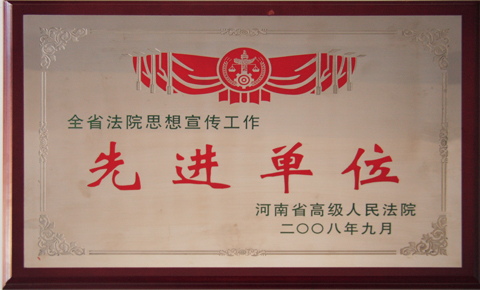 全省法院思想宣传工作
先进单位
河南省高级人民法院
二〇〇八年九月